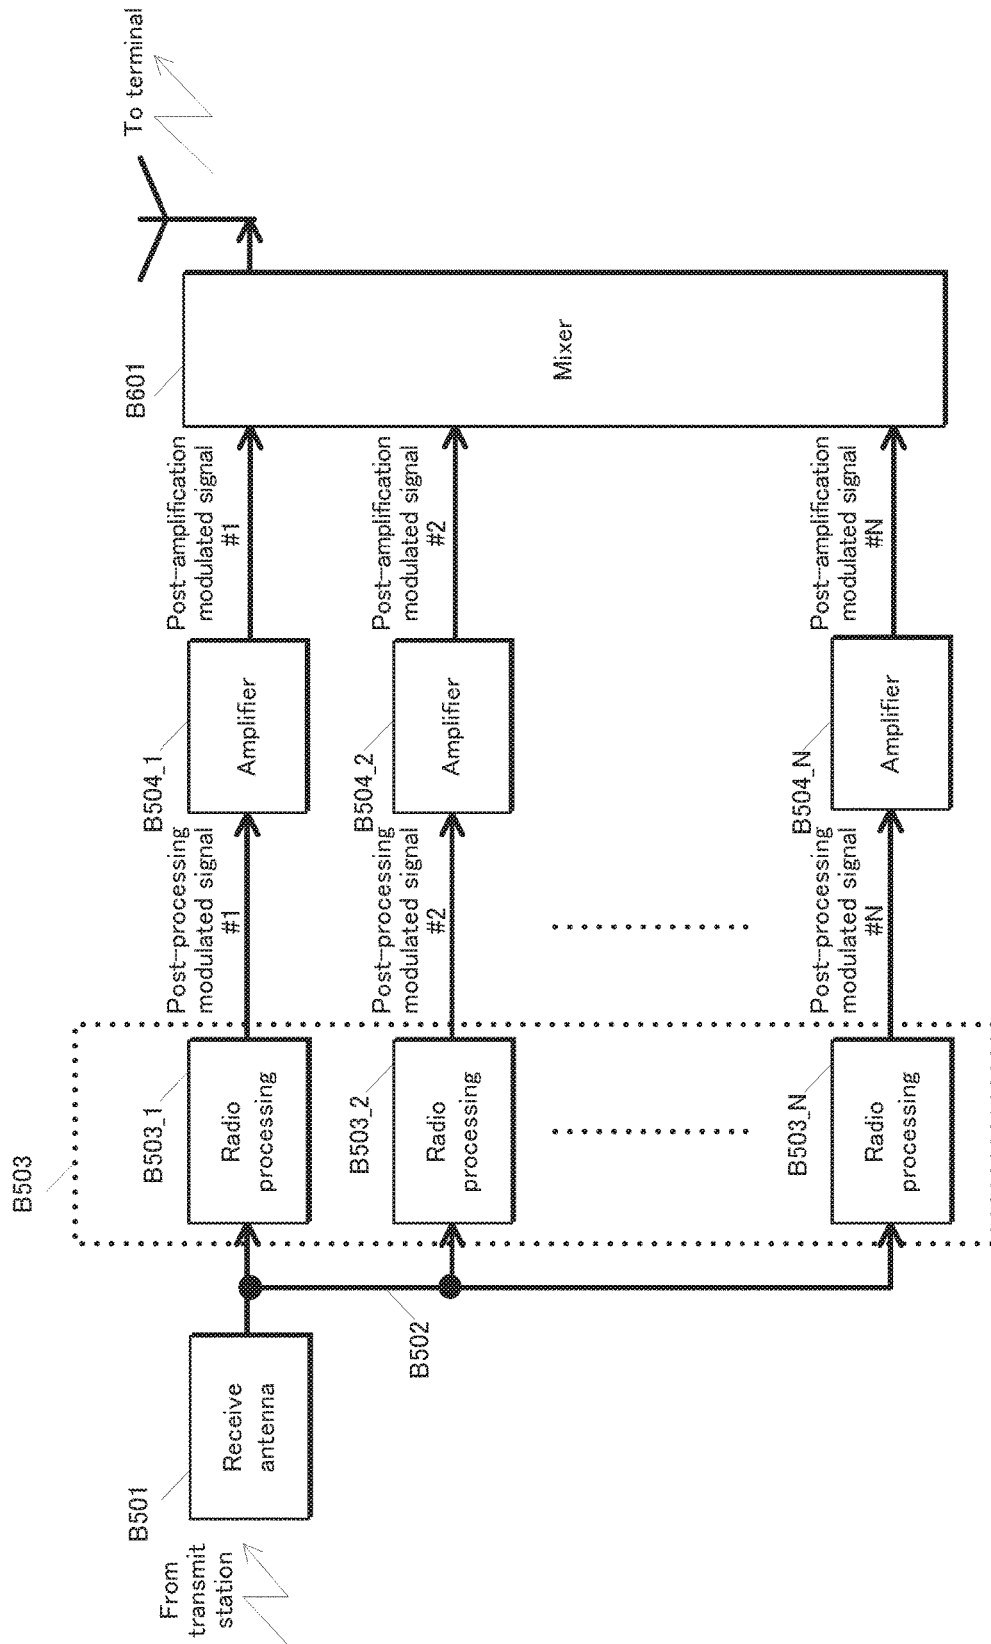 From
transmit
station
B501
Receive
antenna
B502
B503
B503_1
Radio
processing
B503_2
Radio
processing
B503_N
Radio
processing
Post-processing
modulated signal
#1
Post-processing
modulated signal
#2
Post-processing
modulated signal
#N
B504_1
Amplifier
B504_2
Amplifier
B504_N
Amplifier
Post-amplification
modulated signal
#1
Post-amplification
modulated signal
#2
Post-amplification
modulated signal
#N
B601
Mixer
To terminal